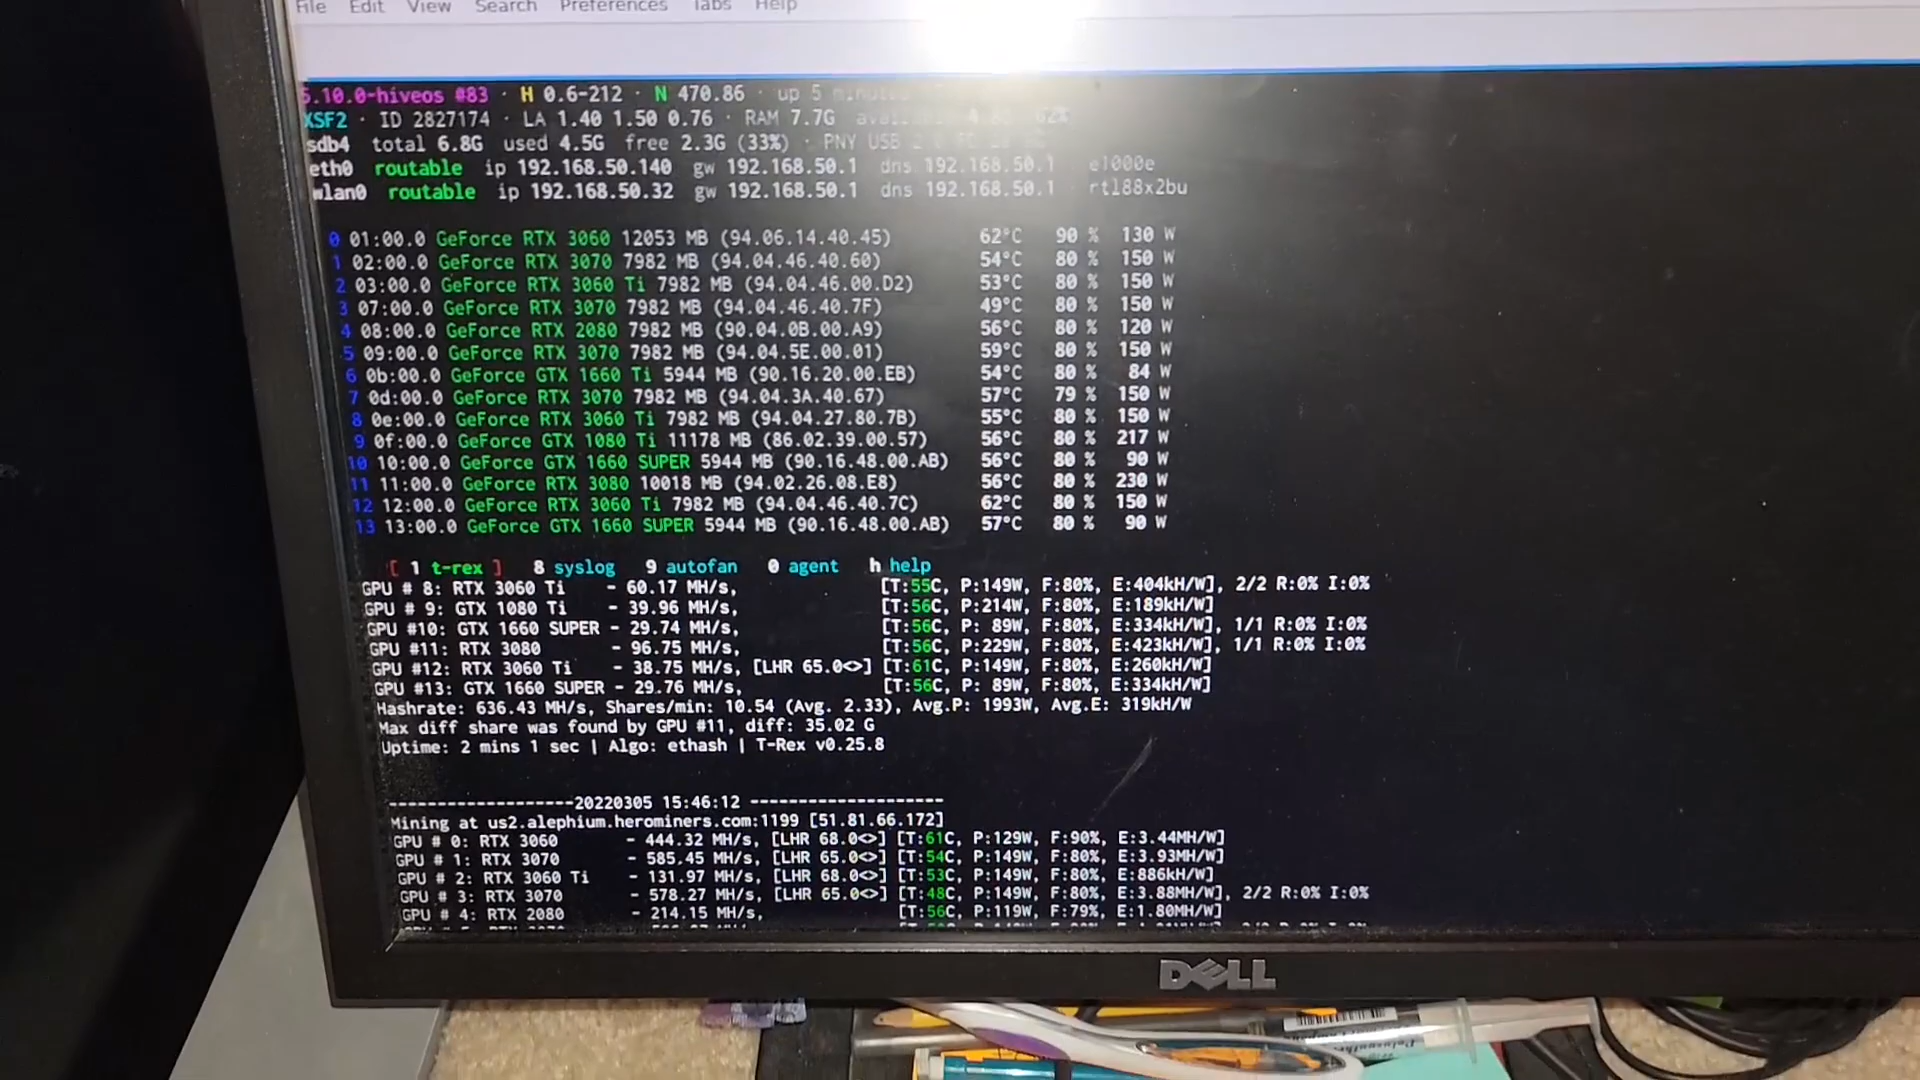 File Edit View Search Preferences Tabs Help
5.10.0-hiveos #83 · H 0.6-212 · N 470.86 · up 5 minutes
XSF2 · ID 2827174 · LA 1.40 1.50 0.76 · RAM 7.7G 62%
sdb4 total 6.8G used 4.5G free 2.3G (33%) · PNY USB
eth0 routable ip 192.168.50.140 gw 192.168.50.1 dns 192.168.50.1 e1000e
wlan0 routable ip 192.168.50.32 gw 192.168.50.1 dns 192.168.50.1 rtl88x2bu
0 01:00.0 GeForce RTX 3060 12053 MB (94.06.14.40.45) 62°C 90 % 130 W
1 02:00.0 GeForce RTX 3070 7982 MB (94.04.46.40.60) 54°C 80 % 150 W
2 03:00.0 GeForce RTX 3060 Ti 7982 MB (94.04.46.00.D2) 53°C 80 % 150 W
3 07:00.0 GeForce RTX 3070 7982 MB (94.04.46.40.7F) 49°C 80 % 150 W
4 08:00.0 GeForce RTX 2080 7982 MB (90.04.0B.00.A9) 56°C 80 % 120 W
5 09:00.0 GeForce RTX 3070 7982 MB (94.04.5E.00.01) 59°C 80 % 150 W
6 0b:00.0 GeForce GTX 1660 Ti 5944 MB (90.16.20.00.EB) 54°C 80 % 84 W
7 0d:00.0 GeForce RTX 3070 7982 MB (94.04.3A.40.67) 57°C 79 % 150 W
8 0e:00.0 GeForce RTX 3060 Ti 7982 MB (94.04.27.80.7B) 55°C 80 % 150 W
9 0f:00.0 GeForce GTX 1080 Ti 11178 MB (86.02.39.00.57) 56°C 80 % 217 W
10 10:00.0 GeForce GTX 1660 SUPER 5944 MB (90.16.48.00.AB) 56°C 80 % 90 W
11 11:00.0 GeForce RTX 3080 10018 MB (94.02.26.08.E8) 56°C 80 % 230 W
12 12:00.0 GeForce RTX 3060 Ti 7982 MB (94.04.46.40.7C) 62°C 80 % 150 W
13 13:00.0 GeForce GTX 1660 SUPER 5944 MB (90.16.48.00.AB) 57°C 80 % 90 W
[ 1 t-rex ] 8 syslog 9 autofan 0 agent h help
GPU # 8: RTX 3060 Ti - 60.17 MH/s, [T:55C, P:149W, F:80%, E:404kH/W], 2/2 R:0% I:0%
GPU # 9: GTX 1080 Ti - 39.96 MH/s, [T:56C, P:214W, F:80%, E:189kH/W]
GPU #10: GTX 1660 SUPER - 29.74 MH/s, [T:56C, P: 89W, F:80%, E:334kH/W], 1/1 R:0% I:0%
GPU #11: RTX 3080 - 96.75 MH/s, [T:56C, P:229W, F:80%, E:423kH/W], 1/1 R:0% I:0%
GPU #12: RTX 3060 Ti - 38.75 MH/s, [LHR 65.0<>] [T:61C, P:149W, F:80%, E:260kH/W]
GPU #13: GTX 1660 SUPER - 29.76 MH/s, [T:56C, P: 89W, F:80%, E:334kH/W]
Hashrate: 636.43 MH/s, Shares/min: 10.54 (Avg. 2.33), Avg.P: 1993W, Avg.E: 319kH/W
Max diff share was found by GPU #11, diff: 35.02 G
Uptime: 2 mins 1 sec | Algo: ethash | T-Rex v0.25.8
--------------------20220305 15:46:12 ---------------------
Mining at us2.alephium.herominers.com:1199 [51.81.66.172]
GPU # 0: RTX 3060 - 444.32 MH/s, [LHR 68.0<>] [T:61C, P:129W, F:90%, E:3.44MH/W]
GPU # 1: RTX 3070 - 585.45 MH/s, [LHR 65.0<>] [T:54C, P:149W, F:80%, E:3.93MH/W]
GPU # 2: RTX 3060 Ti - 131.97 MH/s, [LHR 68.0<>] [T:53C, P:149W, F:80%, E:886kH/W]
GPU # 3: RTX 3070 - 578.27 MH/s, [LHR 65.0<>] [T:48C, P:149W, F:80%, E:3.88MH/W], 2/2 R:0% I:0%
GPU # 4: RTX 2080 - 214.15 MH/s, [T:56C, P:119W, F:79%, E:1.80MH/W]
DELL